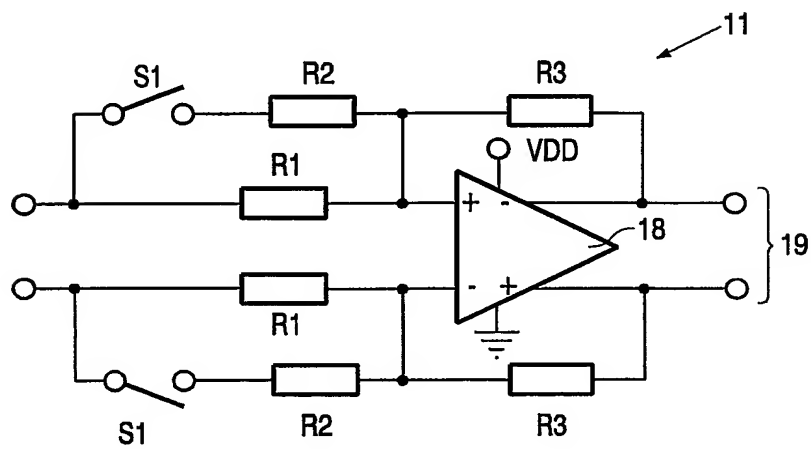 11
S1
R2
R3
VDD
R1
+
-
18
19
-
+
R1
R2
R3
S1